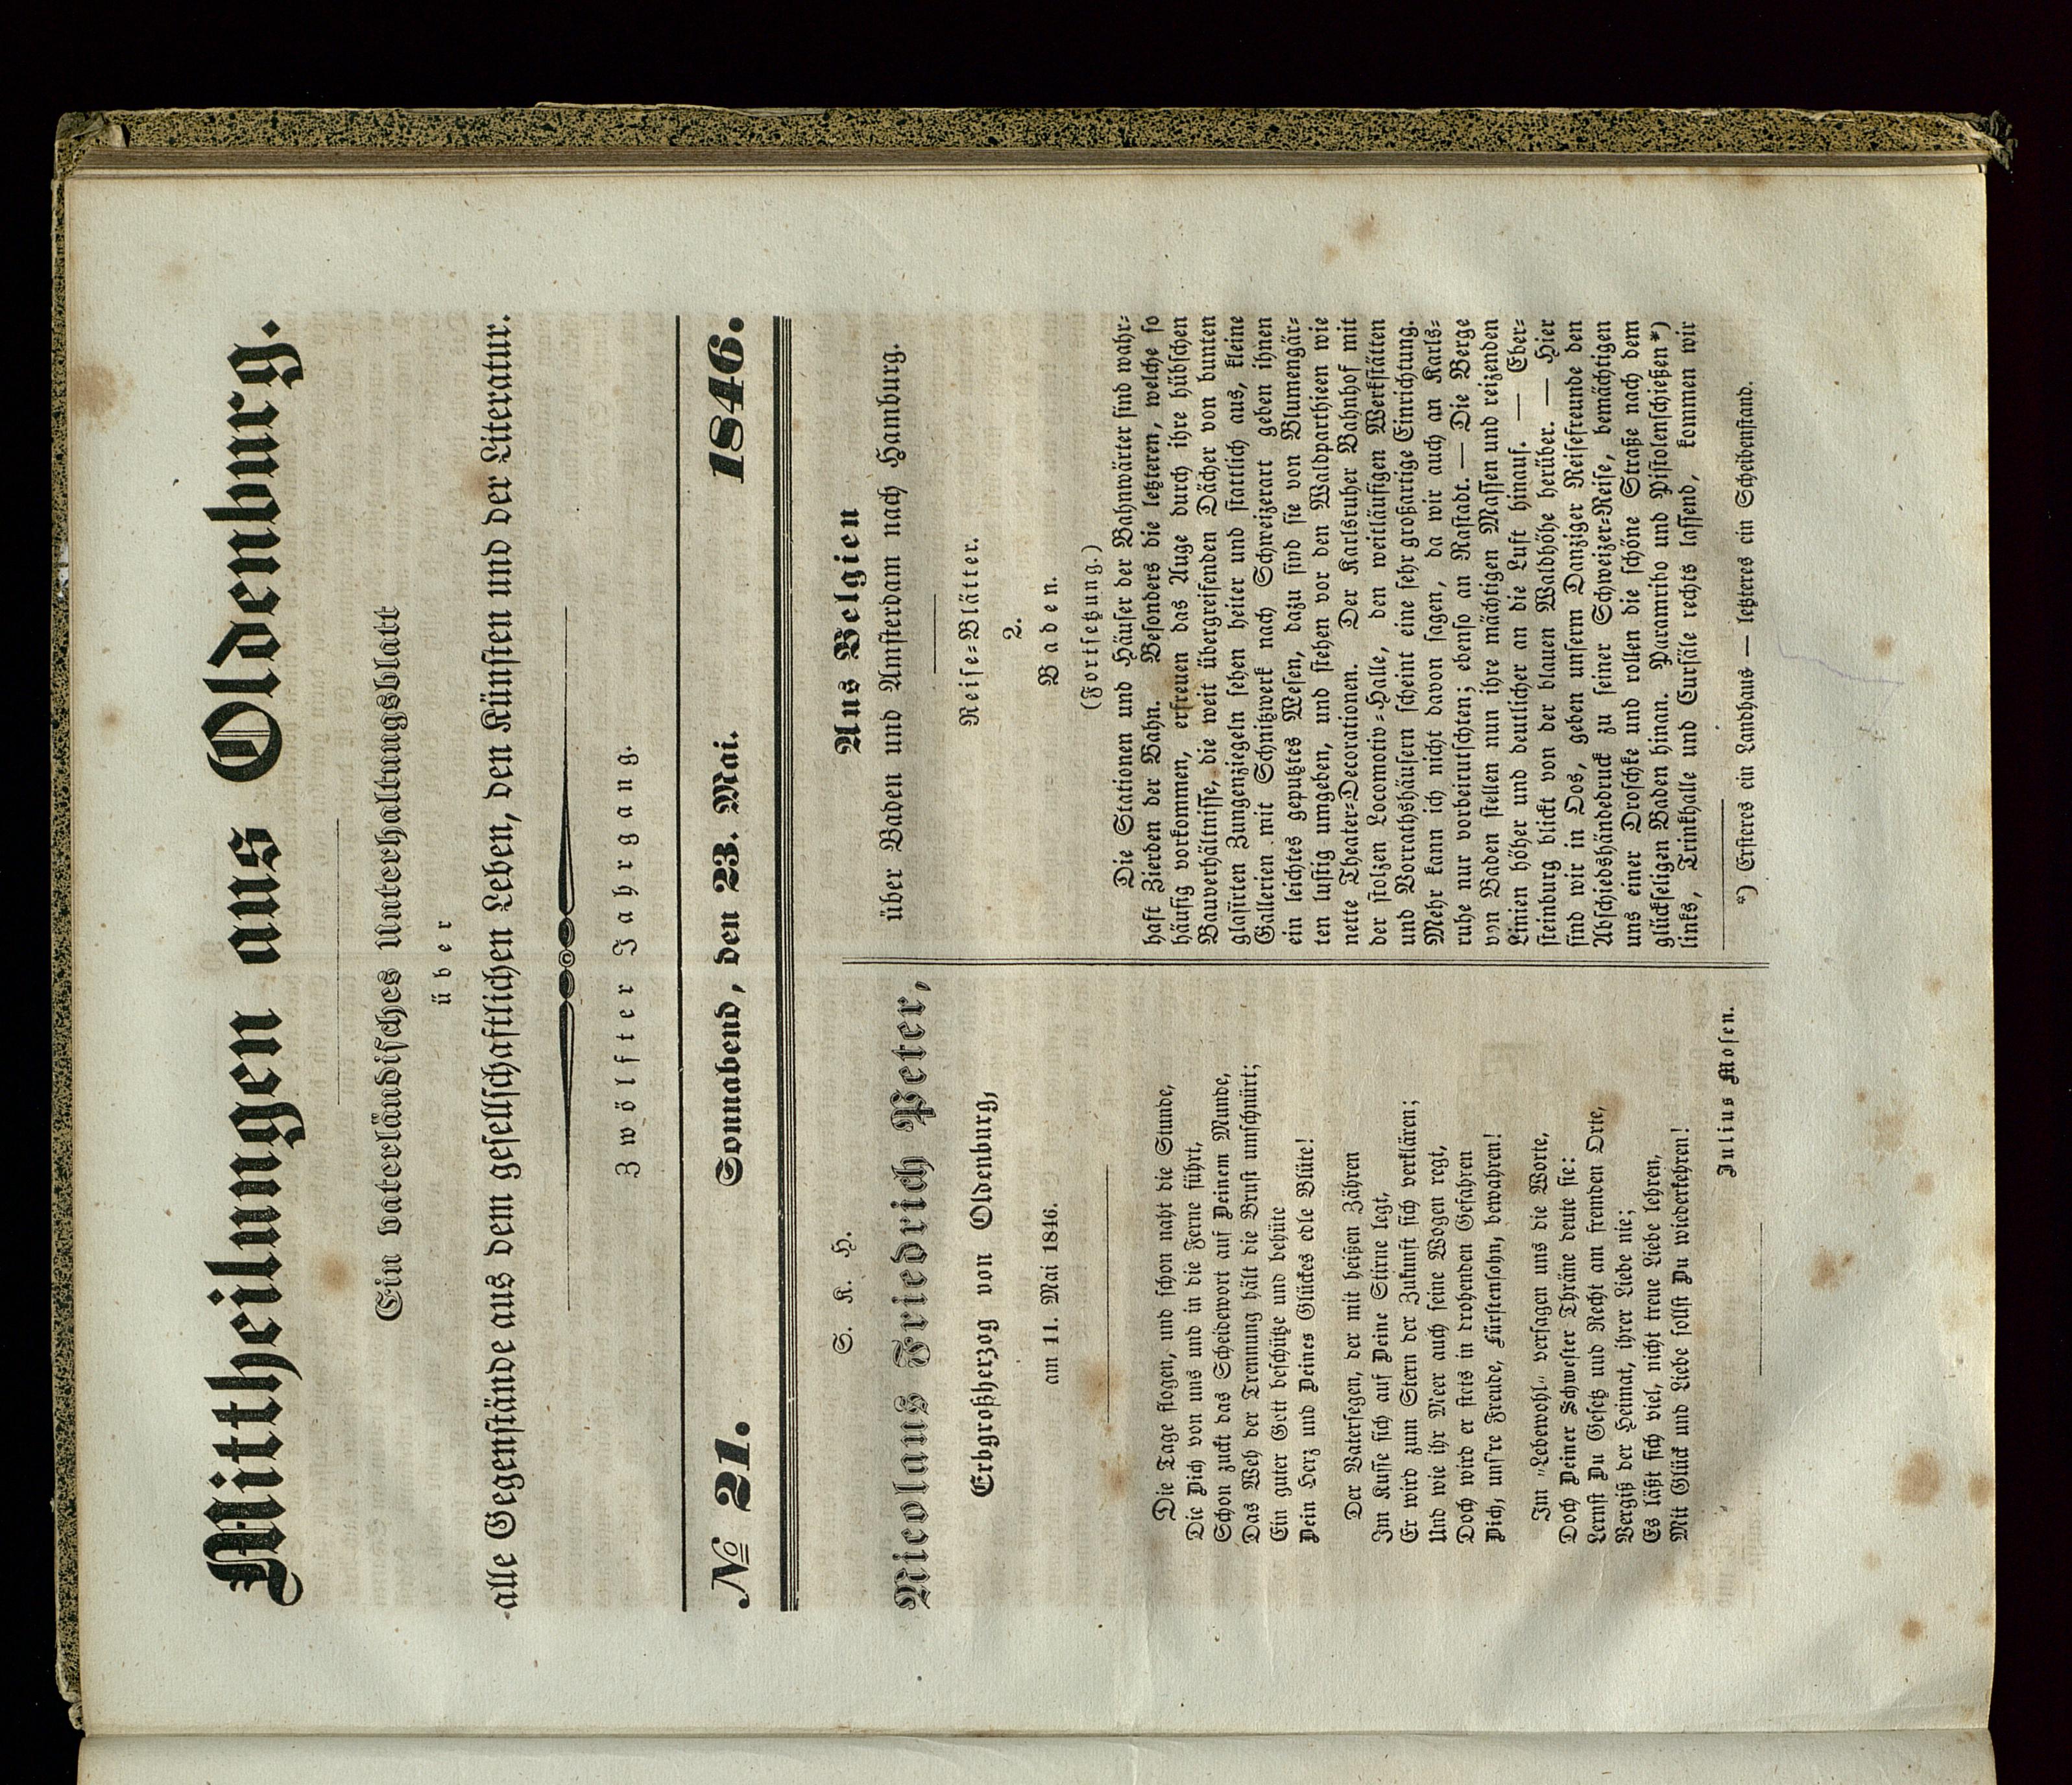 Mittheilungen aus Oldenburg.
Ein vaterländisches Unterhaltungsblatt
über
alle Gegenstände aus dem gesellschaftlichen Leben, den Künsten und der Literatur.
Zwölfter Jahrgang.
№ 21. Sonnabend, den 23. Mai. 1846.
S. K. H.
Nicolaus Friedrich Peter,
Erbgroßherzog von Oldenburg,
am 11. Mai 1846.
Die Tage flogen, und schon naht die Stunde,
Die Dich von uns und in die Ferne führt,
Schon zuckt das Scheidewort auf Deinem Munde,
Das Weh der Trennung hält die Brust umschnürt;
Ein guter Gott beschütze und behüte
Dein Herz und Deines Glückes edle Blüte!
Der Vatersegen, der mit heißen Zähren
Im Kusse sich auf Deine Stirne legt,
Er wird zum Stern der Zukunft sich verklären;
Und wie ihr Meer auch seine Wogen regt,
Doch wird er stets in drohenden Gefahren
Dich, uns're Freude, Fürstensohn, bewahren!
Im „Lebewohl“ versagen uns die Worte,
Doch Deiner Schwester Thräne deute sie:
Lernst Du Gesetz und Recht am fremden Orte,
Vergiß der Heimat, ihrer Liebe nie;
Es läßt sich viel, nicht treue Liebe lehren,
Mit Glück und Liebe sollst Du wiederkehren!
Julius Mosen.
Aus Belgien
über Baden und Amsterdam nach Hamburg.
Reise-Blätter.
2.
Baden.
(Fortsetzung.)
Die Stationen und Häuser der Bahnwärter sind wahr-
haft Zierden der Bahn. Besonders die letzteren, welche so
häufig vorkommen, erfreuen das Auge durch ihre hübschen
Bauverhältnisse, die weit übergreifenden Dächer von bunten
glasirten Zungenziegeln sehen heiter und stattlich aus, kleine
Gallerien mit Schnitzwerk nach Schweizerart geben ihnen
ein leichtes geputztes Wesen, dazu sind sie von Blumengär-
ten lustig umgeben, und stehen vor den Waldparthieen wie
nette Theater-Decorationen. Der Karlsruher Bahnhof mit
der stolzen Locomotiv-Halle, den weitläufigen Werkstätten
und Vorrathshäusern scheint eine sehr großartige Einrichtung.
Mehr kann ich nicht davon sagen, da wir auch an Karls-
ruhe nur vorbeirutschten; ebenso an Rastadt. — Die Berge
von Baden stellen nun ihre mächtigen Massen und reizenden
Linien höher und deutlicher an die Luft hinauf. — Eber-
steinburg blickt von der blauen Waldhöhe herüber. — Hier
sind wir in Oos, geben unserm Danziger Reisefreunde den
Abschiedshändedruck zu seiner Schweizer-Reise, bemächtigen
uns einer Droschke und rollen die schöne Straße nach dem
glückseligen Baden hinan. Paramribo und Pistolenschießen*)
links, Trinkhalle und Cursäle rechts lassend, kommen wir
*) Ersteres ein Landhaus — letzteres ein Scheibenstand.